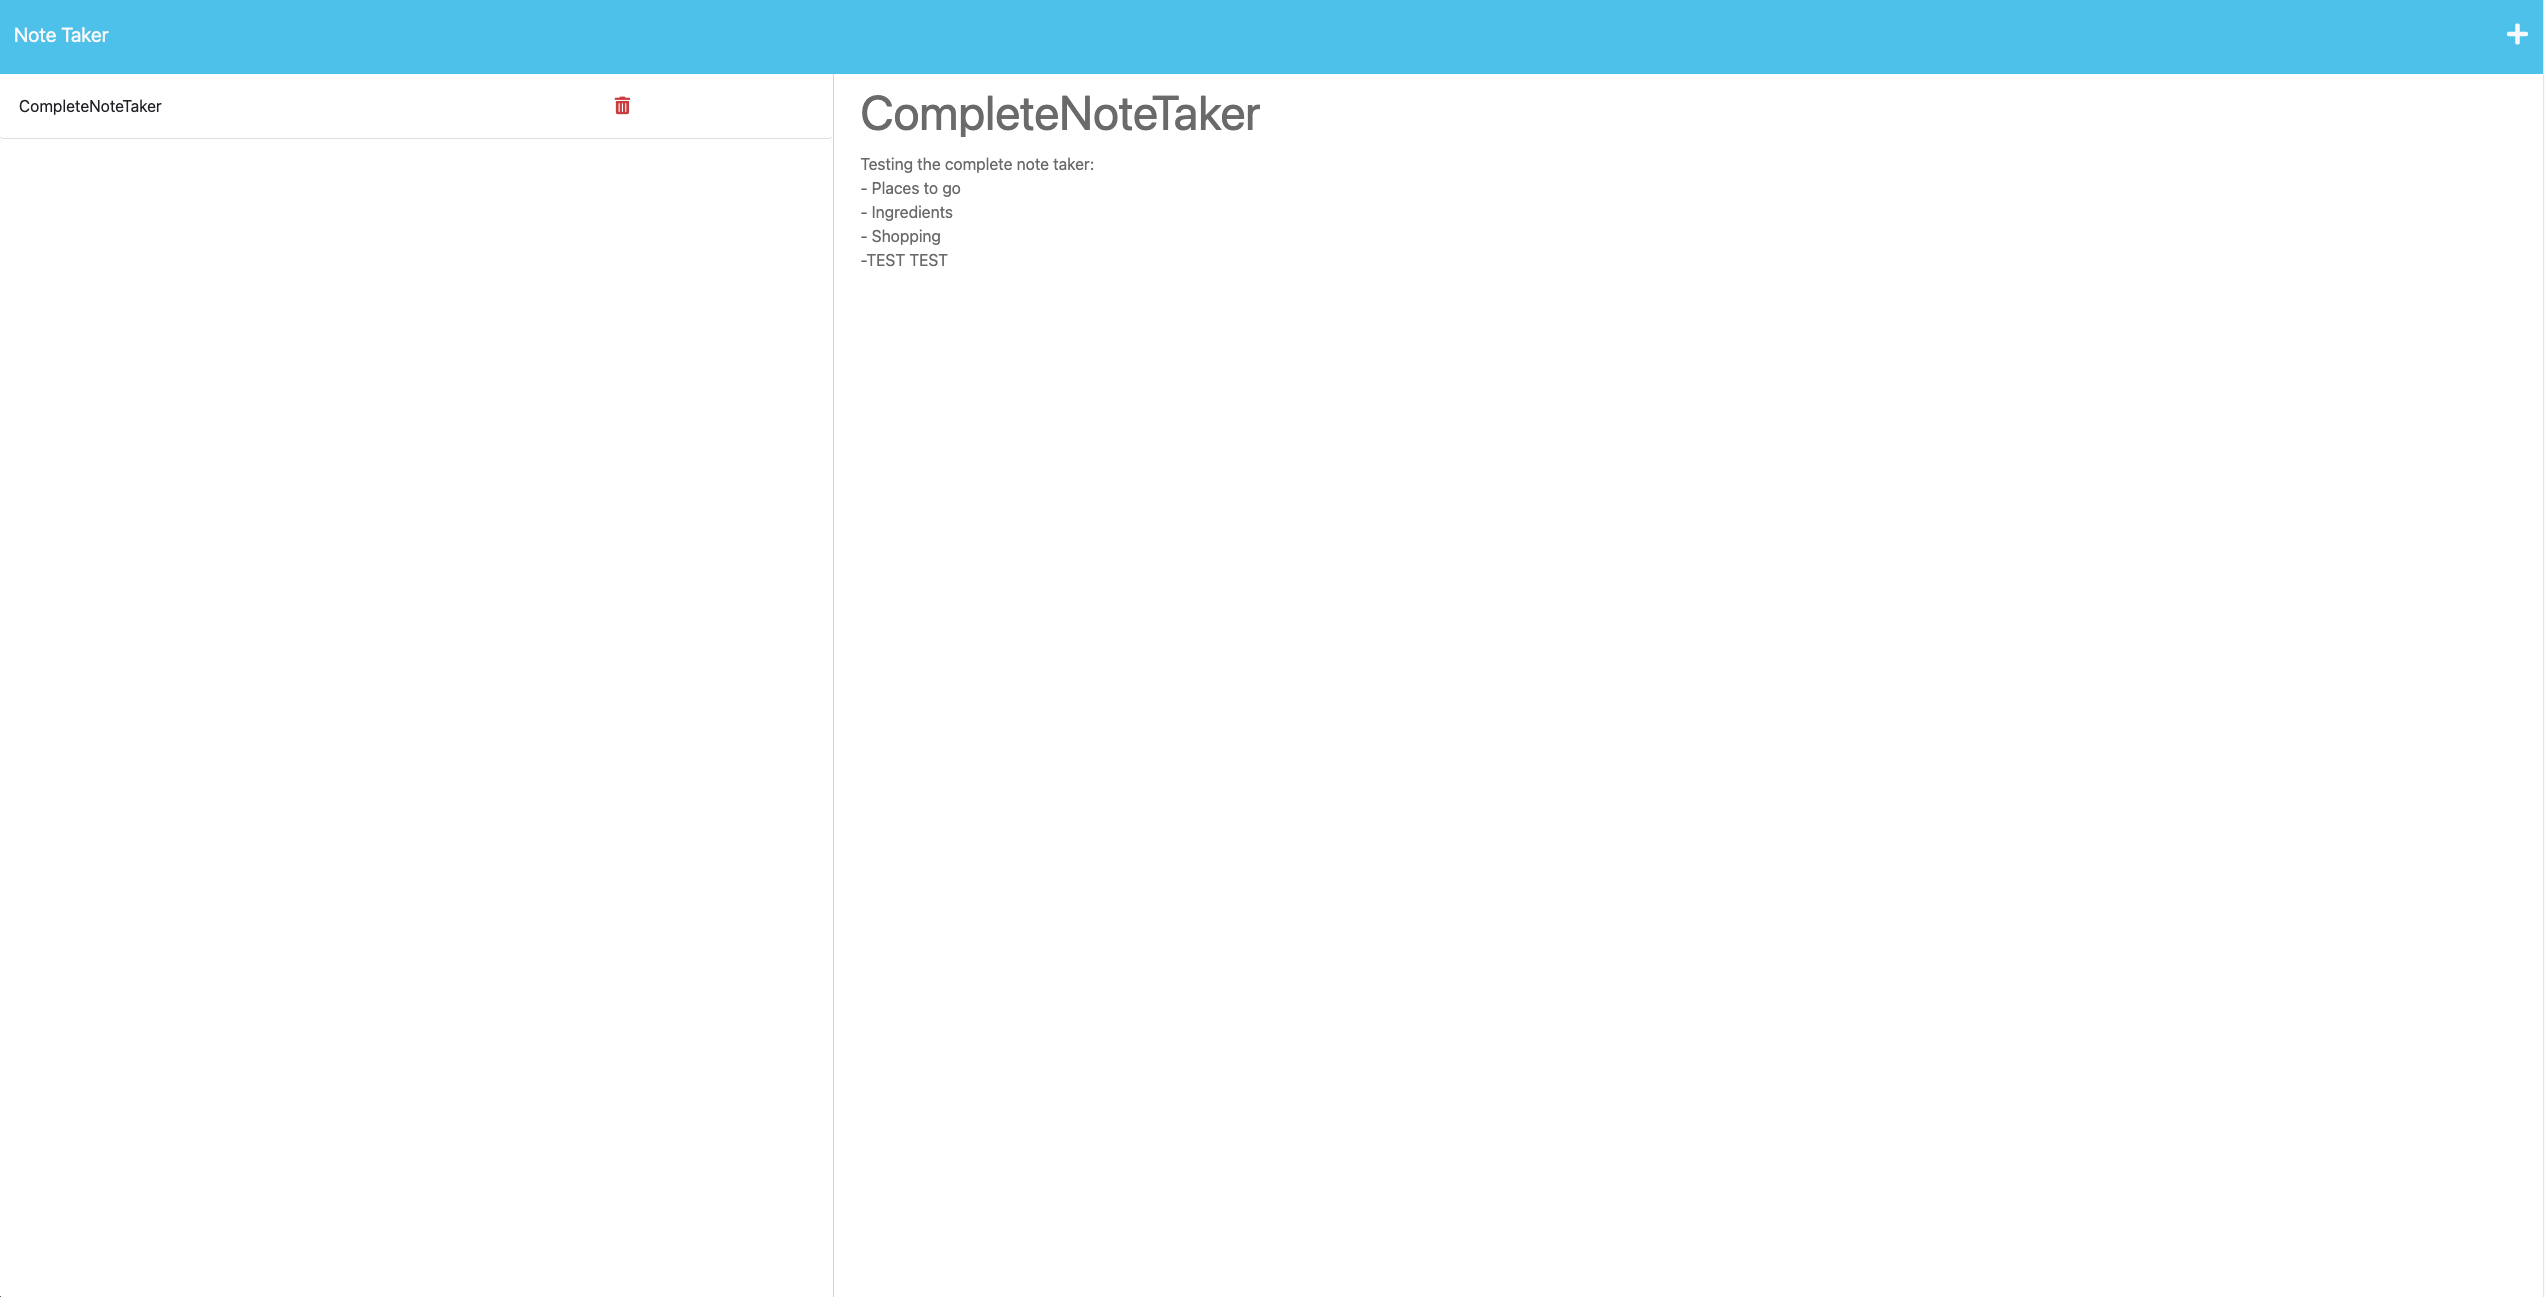 Note Taker
CompleteNoteTaker
CompleteNoteTaker
Testing the complete note taker:
- Places to go
- Ingredients
- Shopping
-TEST TEST